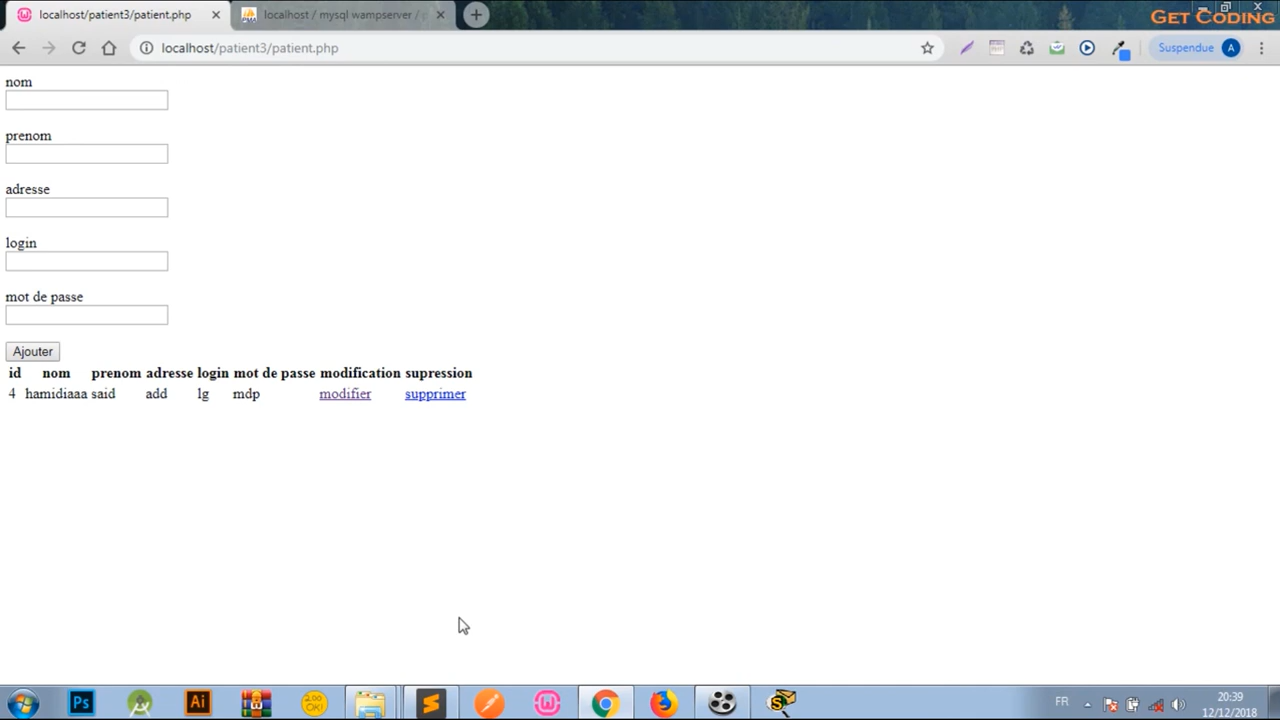 localhost/patient3/patient.php
localhost / mysql wampserver / p
GET CODING
localhost/patient3/patient.php
Suspendue A
nom
prenom
adresse
login
mot de passe
Ajouter
id nom prenom adresse login mot de passe modification supression
4 hamidiaaa said add lg mdp modifier supprimer
Ps
Ai
FR
20:39
12/12/2018